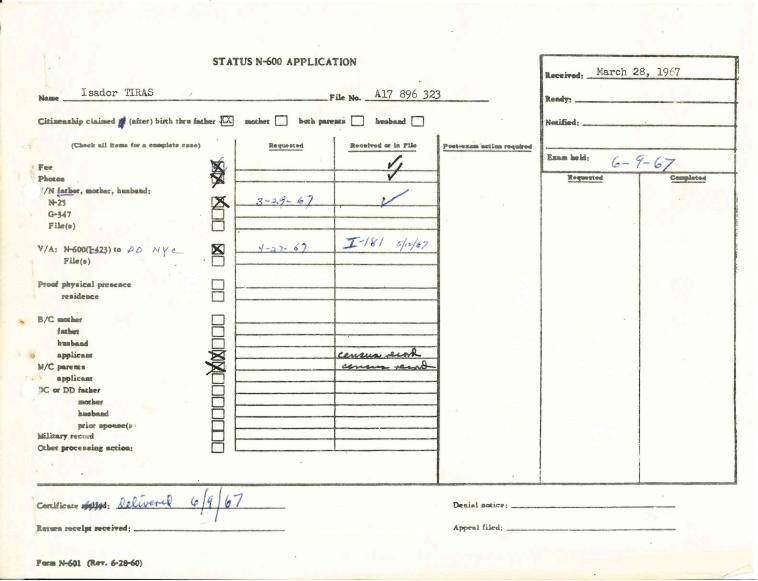 STATUS N-600 APPLICATION
Received: March 28, 1967
Name Isador TIRAS File No. A17 896 323
Ready:
Citizenship claimed (after) birth thru father XX mother both parents husband
Notified:
(Check all items for a complete case) Requested Received or in File Post-exam action required
Exam held: 6-9-67
Requested Completed
Fee X ✓
Photos X ✓
V/N father, mother, husband:
N-25 X 3-29-67 ✓
G-347
File(s)
V/A: N-600(I-423) to DD NYC X 4-27-67 I-181 5/12/67
File(s)
Proof physical presence
residence
B/C mother
father
husband
applicant X census record
M/C parents X census record
applicant
DC or DD father
mother
husband
prior spouse(s)
Military record
Other processing action:
Certificate delivered 6/9/67 Denial notice:
Return receipt received: Appeal filed:
Form N-601 (Rev. 6-28-60)